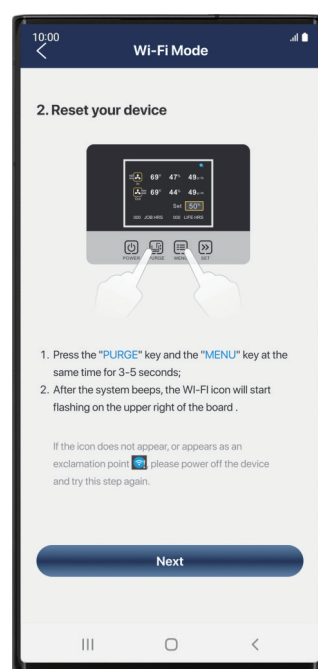 10:00
Wi-Fi Mode
2. Reset your device
69° 47%
69° 44%
Set 50%
JOB HRS LIFE HRS
POWER PURGE MENU SET
1. Press the "PURGE" key and the "MENU" key at the
same time for 3-5 seconds;
2. After the system beeps, the WI-FI icon will start
flashing on the upper right of the board .
If the icon does not appear, or appears as an
exclamation point , please power off the device
and try this step again.
Next